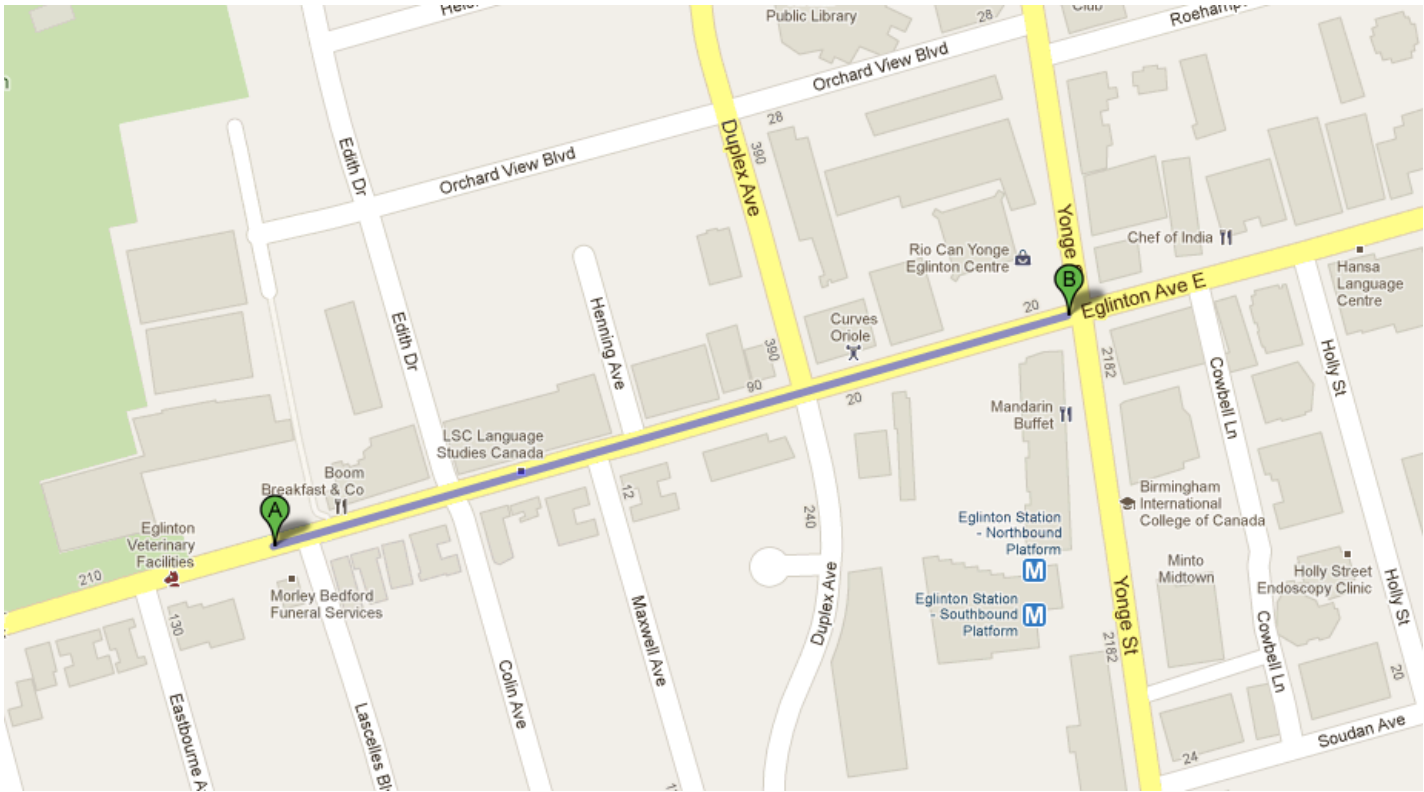 Public Library
28
Club
Orchard View Blvd
28
Edith Dr
Orchard View Blvd
Duplex Ave
390
Yonge
Chef of India
Rio Can Yonge
Eglinton Centre
Hansa
Language
Centre
B
Eglinton Ave E
20
Curves
Oriole
Henning Ave
Edith Dr
390
90
20
2182
Cowbell Ln
Holly St
Mandarin
Buffet
LSC Language
Studies Canada
Boom
Breakfast & Co
A
12
240
Birmingham
International
College of Canada
Eglinton Station
- Northbound
Platform
M
Eglinton
Veterinary
Facilities
210
Minto
Midtown
Holly Street
Endoscopy Clinic
Holly St
Morley Bedford
Funeral Services
130
Eglinton Station
- Southbound
Platform
M
Duplex Ave
Maxwell Ave
Yonge St
2182
Cowbell Ln
Colin Ave
20
Eastbourne A
Lascelles Bl
Soudan Ave
24